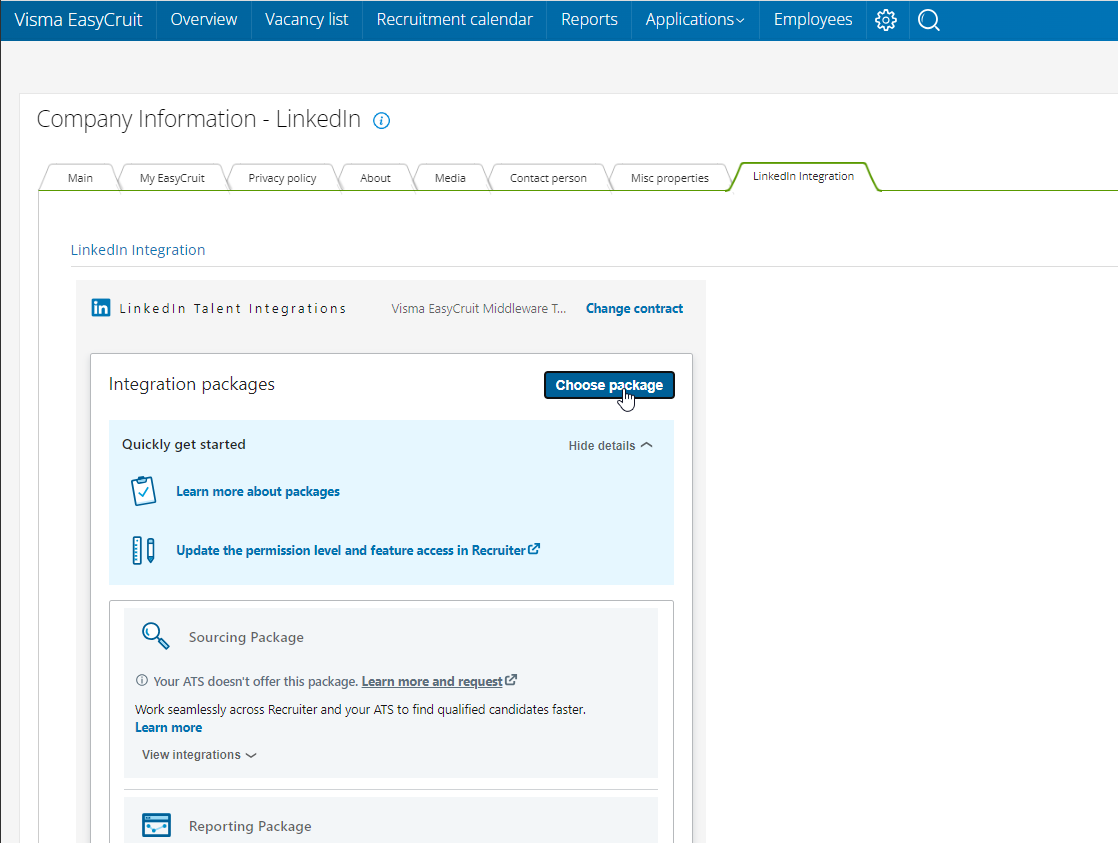 Visma EasyCruit Overview Vacancy list Recruitment calendar Reports Applications Employees
Company Information - LinkedIn
Main My EasyCruit Privacy policy About Media Contact person Misc properties LinkedIn Integration
LinkedIn Integration
in LinkedIn Talent Integrations Visma EasyCruit Middleware T... Change contract
Integration packages Choose package
Quickly get started Hide details
Learn more about packages
Update the permission level and feature access in Recruiter
Sourcing Package
Your ATS doesn't offer this package. Learn more and request
Work seamlessly across Recruiter and your ATS to find qualified candidates faster.
Learn more
View integrations
Reporting Package